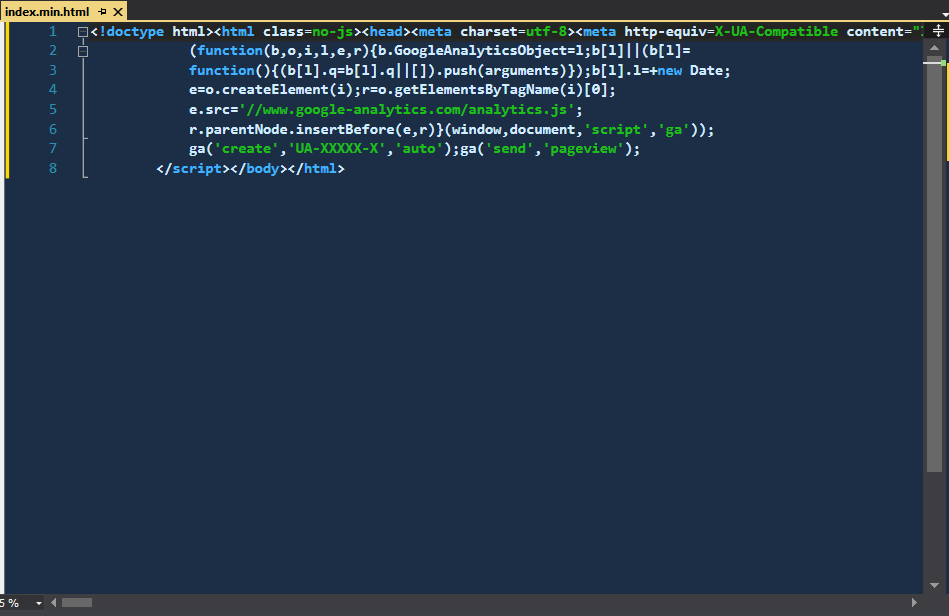 index.min.html
1 <!doctype html><html class=no-js><head><meta charset=utf-8><meta http-equiv=X-UA-Compatible content="
2 (function(b,o,i,l,e,r){b.GoogleAnalyticsObject=l;b[l]||(b[l]=
3 function(){(b[l].q=b[l].q||[]).push(arguments)});b[l].l=+new Date;
4 e=o.createElement(i);r=o.getElementsByTagName(i)[0];
5 e.src='//www.google-analytics.com/analytics.js';
6 r.parentNode.insertBefore(e,r)}(window,document,'script','ga'));
7 ga('create','UA-XXXXX-X','auto');ga('send','pageview');
8 </script></body></html>
5 %